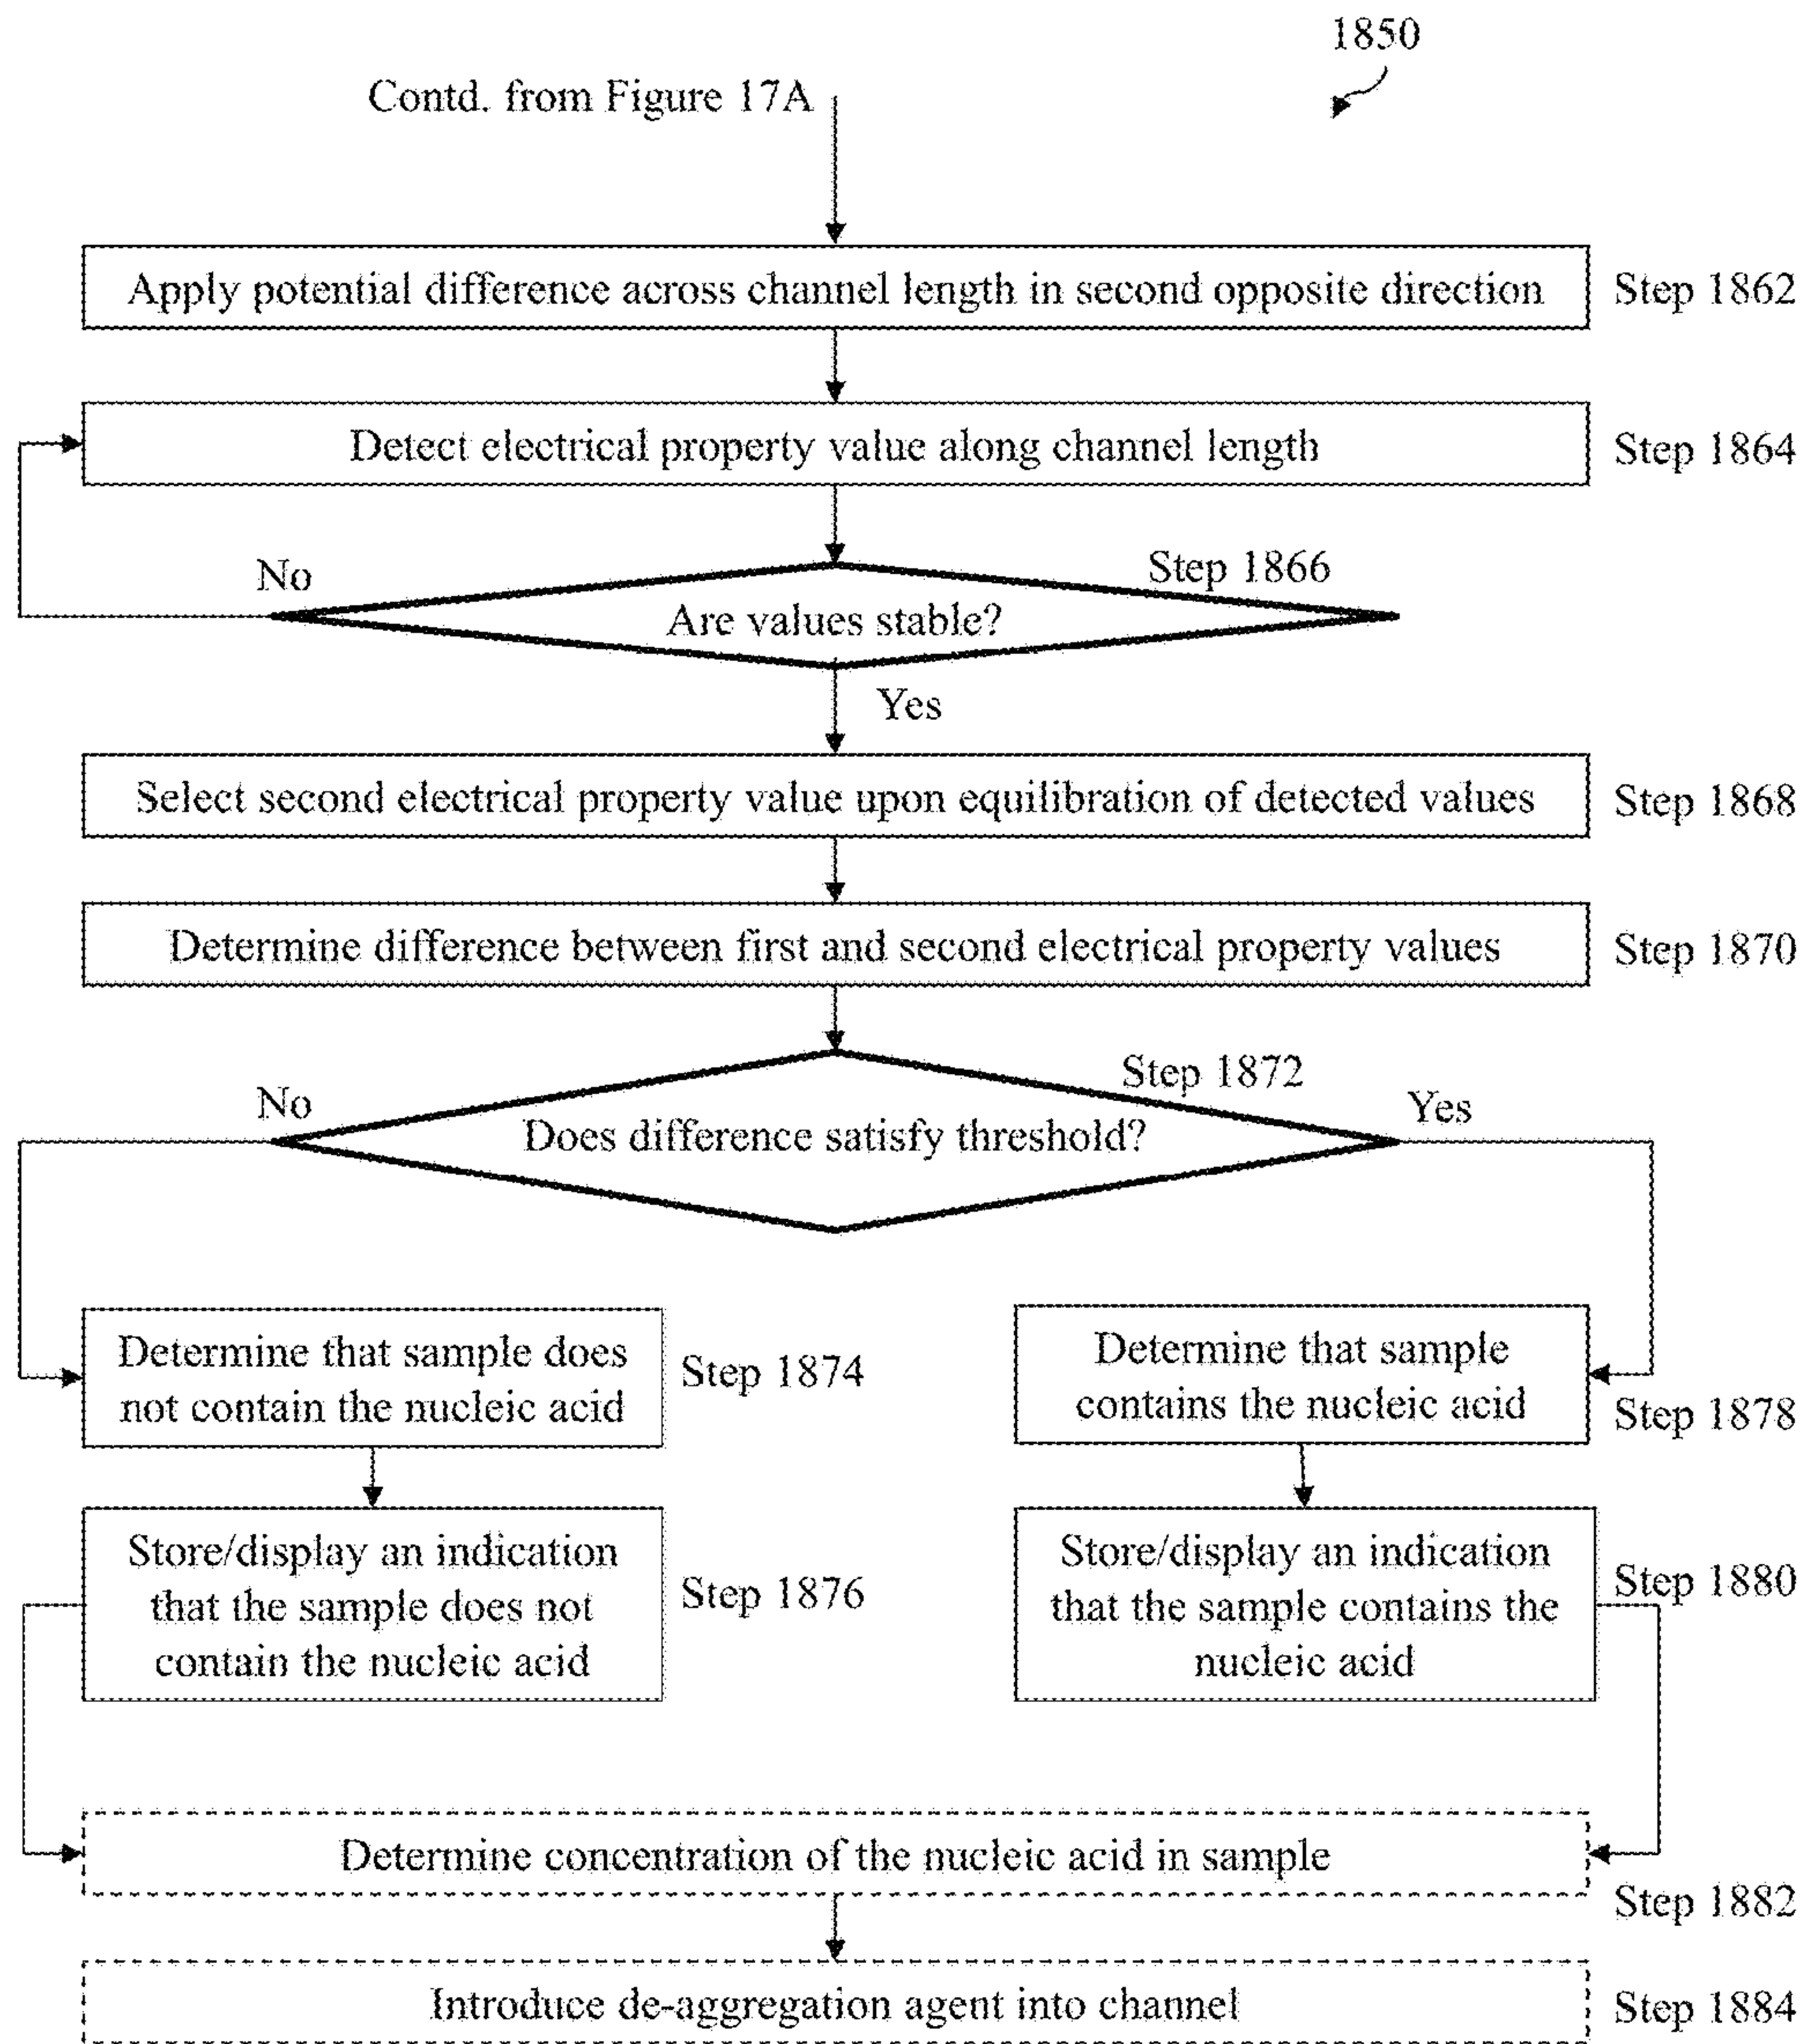 1850
Contd. from Figure 17A
Apply potential difference across channel length in second opposite direction
Step 1862
Detect electrical property value along channel length
Step 1864
No
Step 1866
Are values stable?
Yes
Select second electrical property value upon equilibration of detected values
Step 1868
Determine difference between first and second electrical property values
Step 1870
No
Step 1872
Yes
Does difference satisfy threshold?
Determine that sample does
not contain the nucleic acid
Step 1874
Determine that sample
contains the nucleic acid
Step 1878
Store/display an indication
that the sample does not
contain the nucleic acid
Step 1876
Store/display an indication
that the sample contains the
nucleic acid
Step 1880
Determine concentration of the nucleic acid in sample
Step 1882
Introduce de-aggregation agent into channel
Step 1884